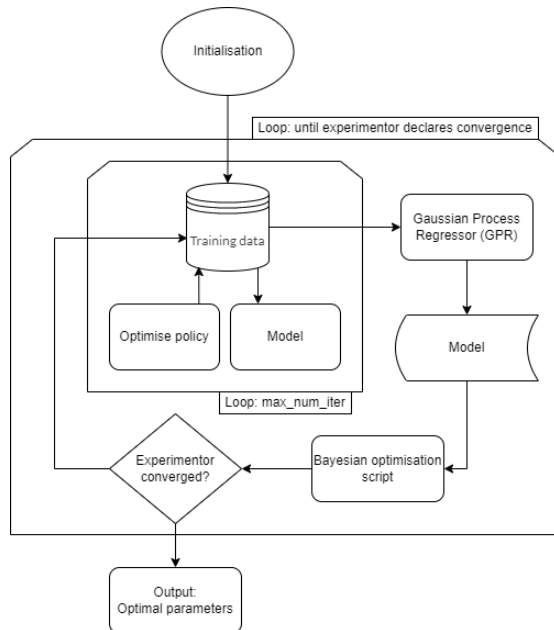 Initialisation
Loop: until experimentor declares convergence
Training data
Gaussian Process
Regressor (GPR)
Optimise policy
Model
Model
Loop: max_num_iter
Experimentor
converged?
Bayesian optimisation
script
Output:
Optimal parameters